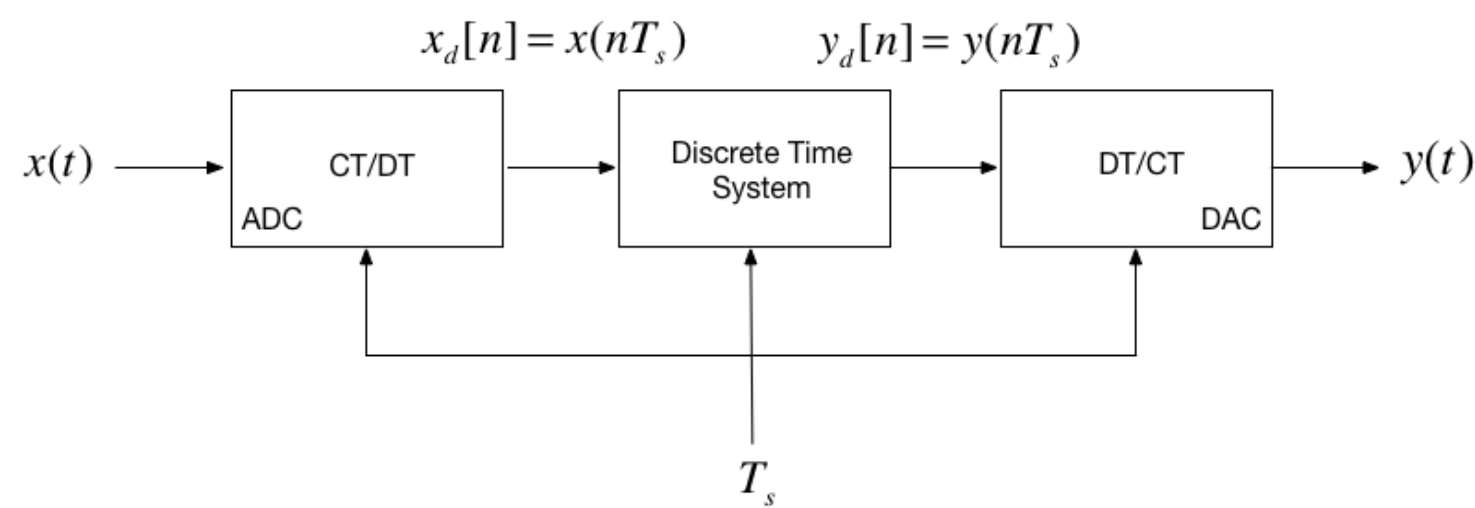 x_d[n] = x(nT_s)
y_d[n] = y(nT_s)
x(t)
CT/DT
ADC
Discrete Time
System
DT/CT
DAC
y(t)
T_s